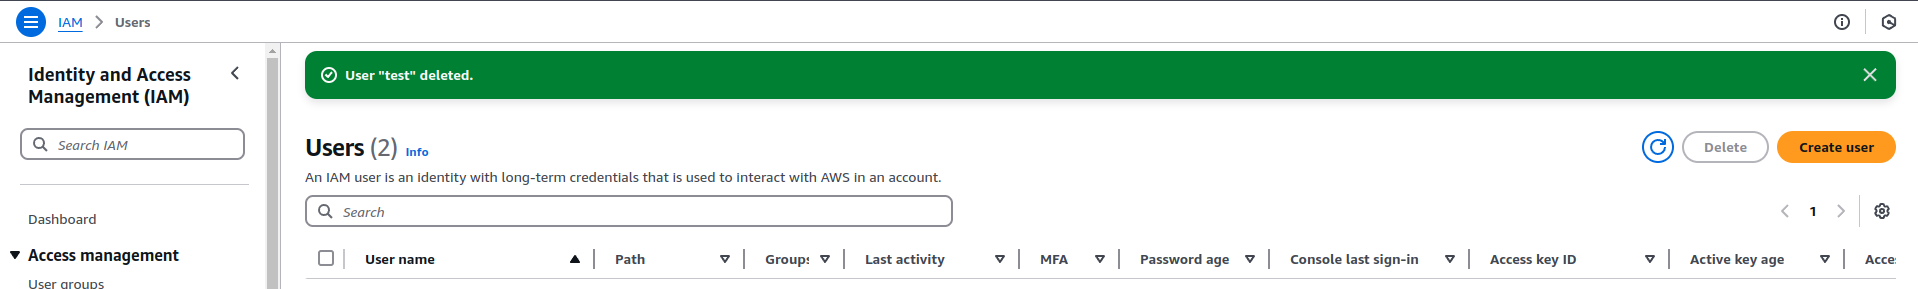 IAM > Users
Identity and Access
Management (IAM)
Search IAM
Dashboard
Access management
User groups
User "test" deleted.
Users (2) Info
Delete
Create user
An IAM user is an identity with long-term credentials that is used to interact with AWS in an account.
Search
1
User name Path Groups Last activity MFA Password age Console last sign-in Access key ID Active key age Acces